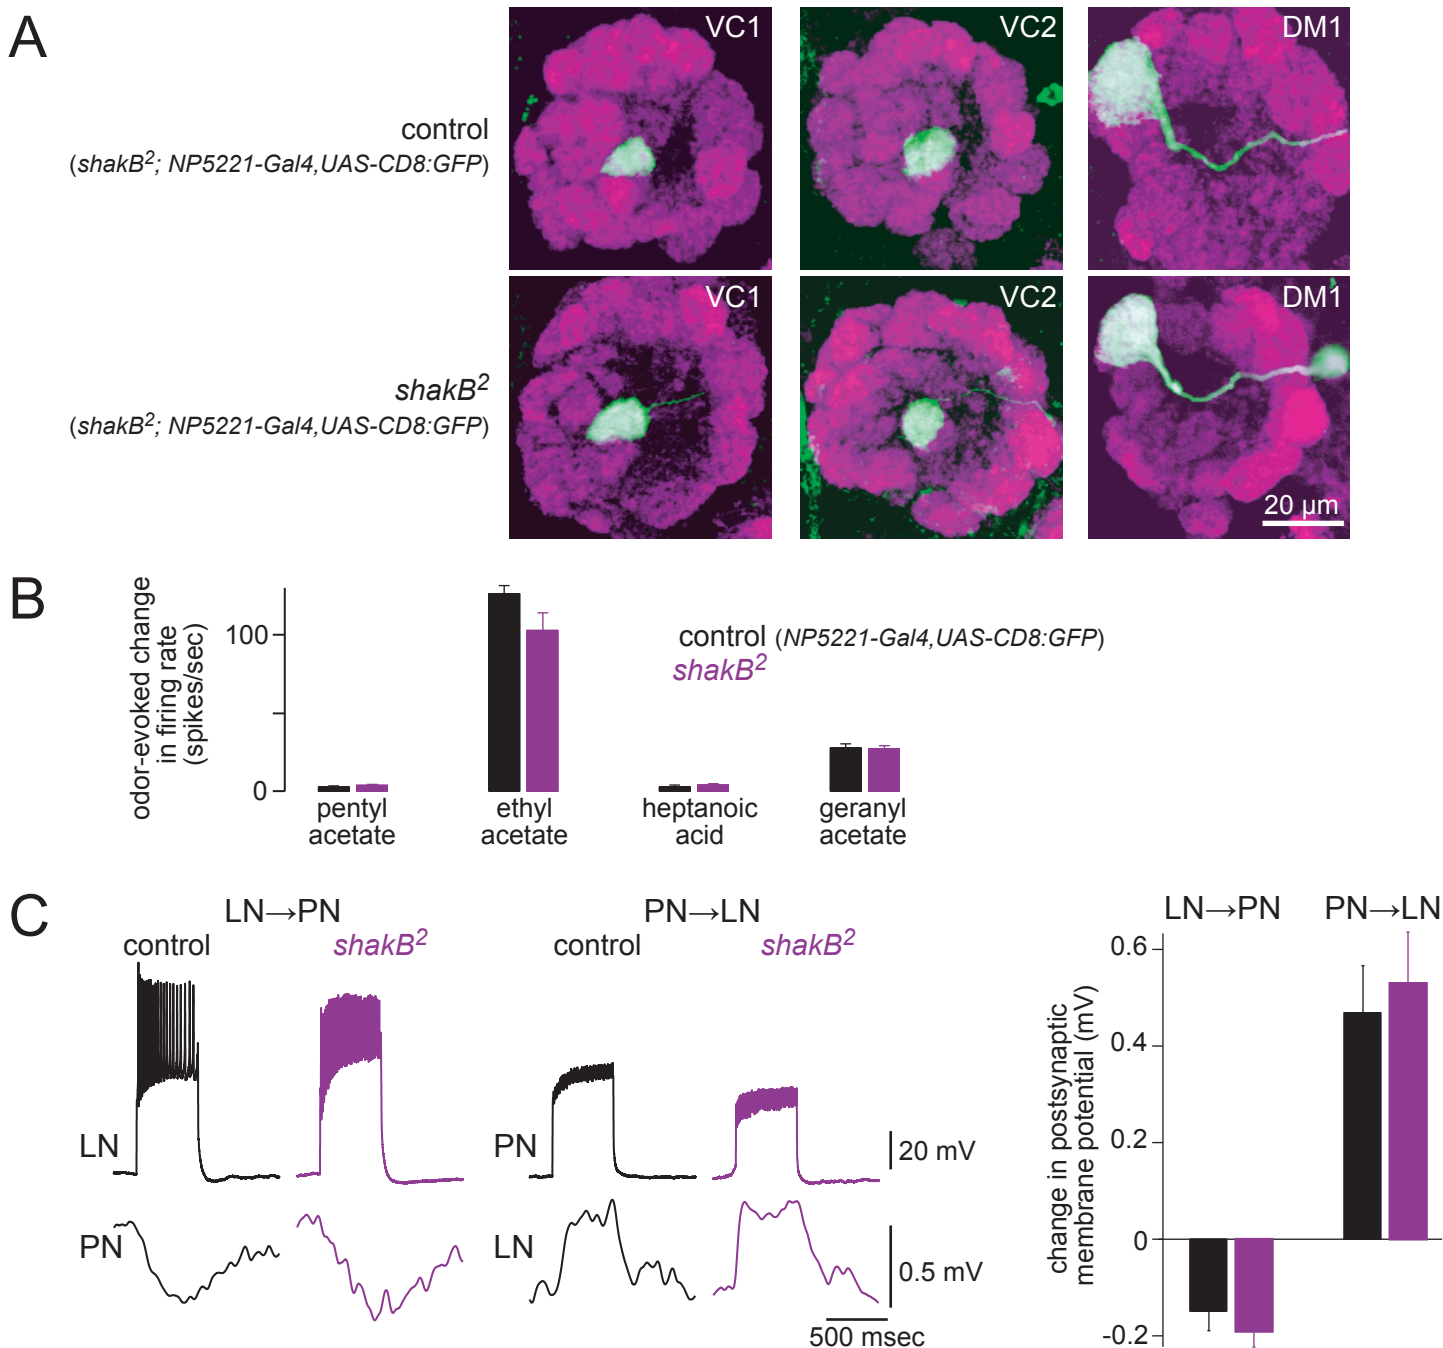 A
VC1
VC2
DM1
control
(shakB2; NP5221-Gal4,UAS-CD8:GFP)
VC1
VC2
DM1
shakB2
(shakB2; NP5221-Gal4,UAS-CD8:GFP)
20 μm
B
odor-evoked change
in firing rate
(spikes/sec)
100
0
control (NP5221-Gal4,UAS-CD8:GFP)
shakB2
pentyl
acetate
ethyl
acetate
heptanoic
acid
geranyl
acetate
C
LN→PN
control
shakB2
PN→LN
control
shakB2
LN
PN
PN
LN
20 mV
0.5 mV
500 msec
LN→PN
PN→LN
change in postsynaptic
membrane potential (mV)
0.6
0.4
0.2
0
-0.2